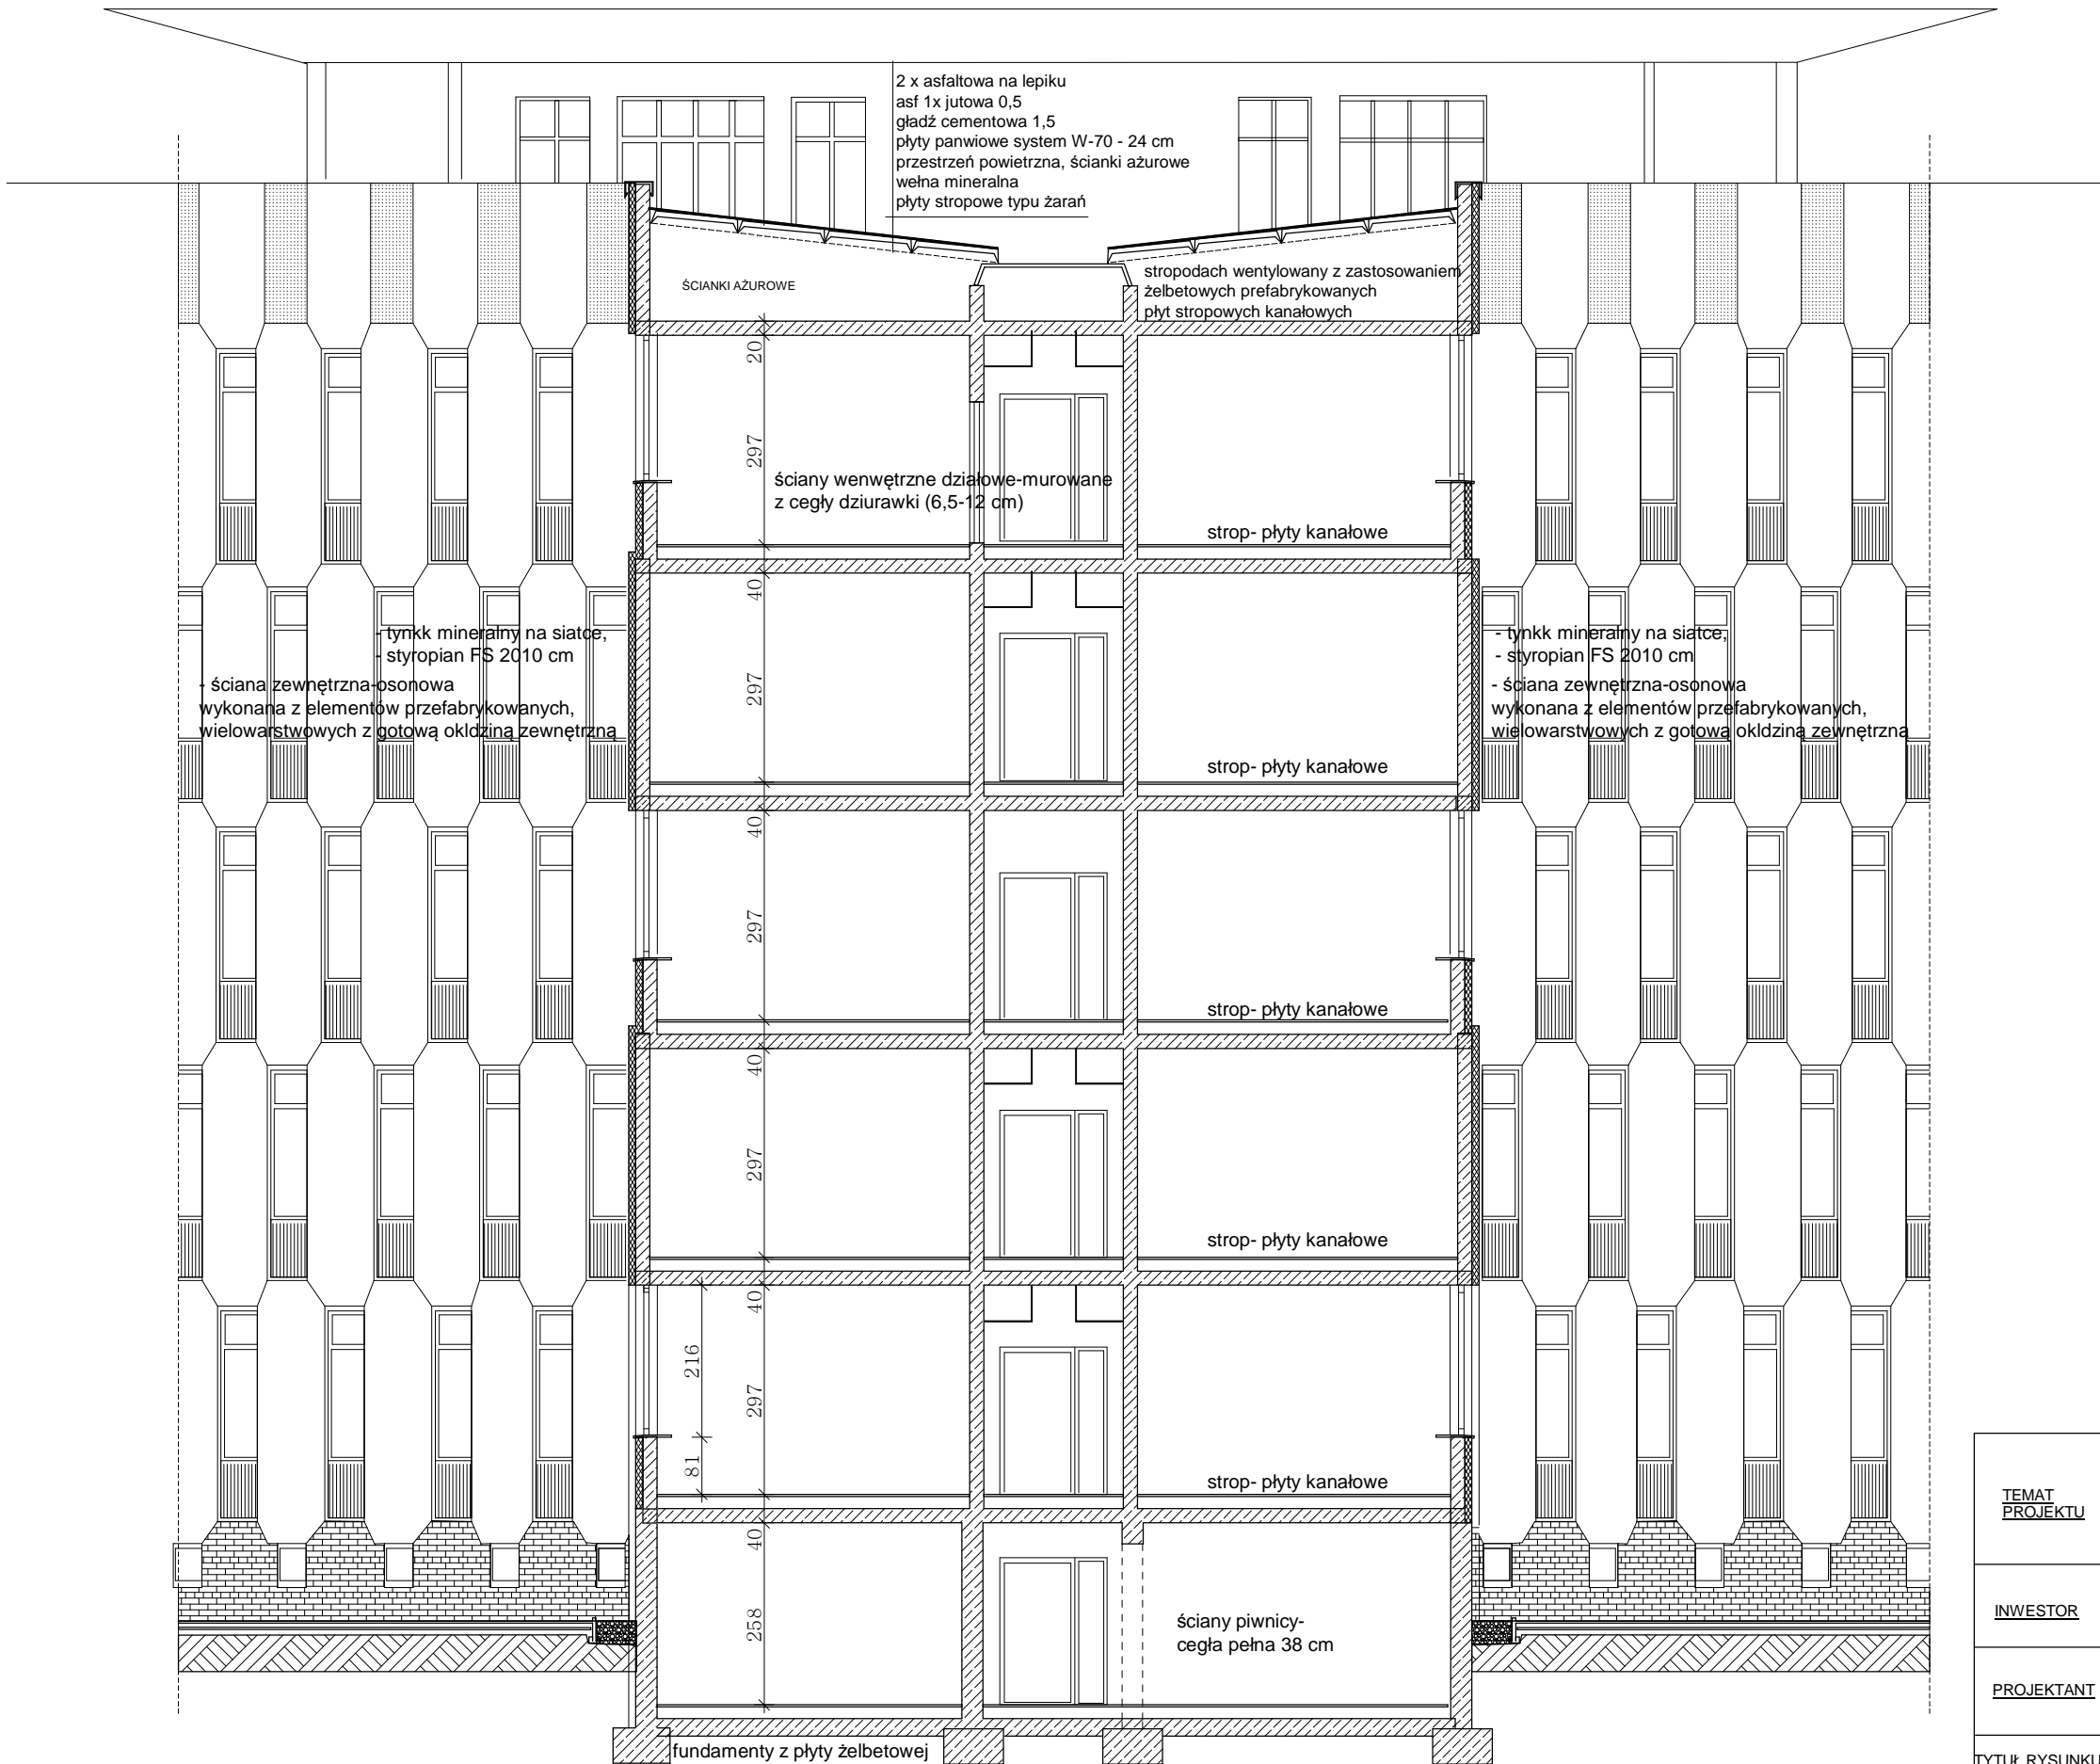 2 x asfaltowa na lepiku
asf 1x jutowa 0,5
gładź cementowa 1,5
płyty panwiowe system W-70 - 24 cm
przestrzeń powietrzna, ścianki ażurowe
wełna mineralna
płyty stropowe typu żarań
ŚCIANKI AŻUROWE
stropodach wentylowany z zastosowaniem
żelbetowych prefabrykowanych
płyt stropowych kanałowych
20
297
ściany wenwętrzne działowe-murowane
z cegły dziurawki (6,5-12 cm)
strop- płyty kanałowe
40
- tynkk mineralny na siatce,
- styropian FS 2010 cm
- ściana zewnętrzna-osonowa
wykonana z elementów przefabrykowanych,
wielowarstwowych z gotową okldziną zewnętrzną
- tynkk mineralny na siatce,
- styropian FS 2010 cm
- ściana zewnętrzna-osonowa
wykonana z elementów przefabrykowanych,
wielowarstwowych z gotową okldziną zewnętrzną
297
strop- płyty kanałowe
40
297
strop- płyty kanałowe
40
297
strop- płyty kanałowe
40
216
297
81
strop- płyty kanałowe
40
258
ściany piwnicy-
cegła pełna 38 cm
fundamenty z płyty żelbetowej
TEMAT
PROJEKTU
INWESTOR
PROJEKTANT
TYTUŁ RYSUNKU